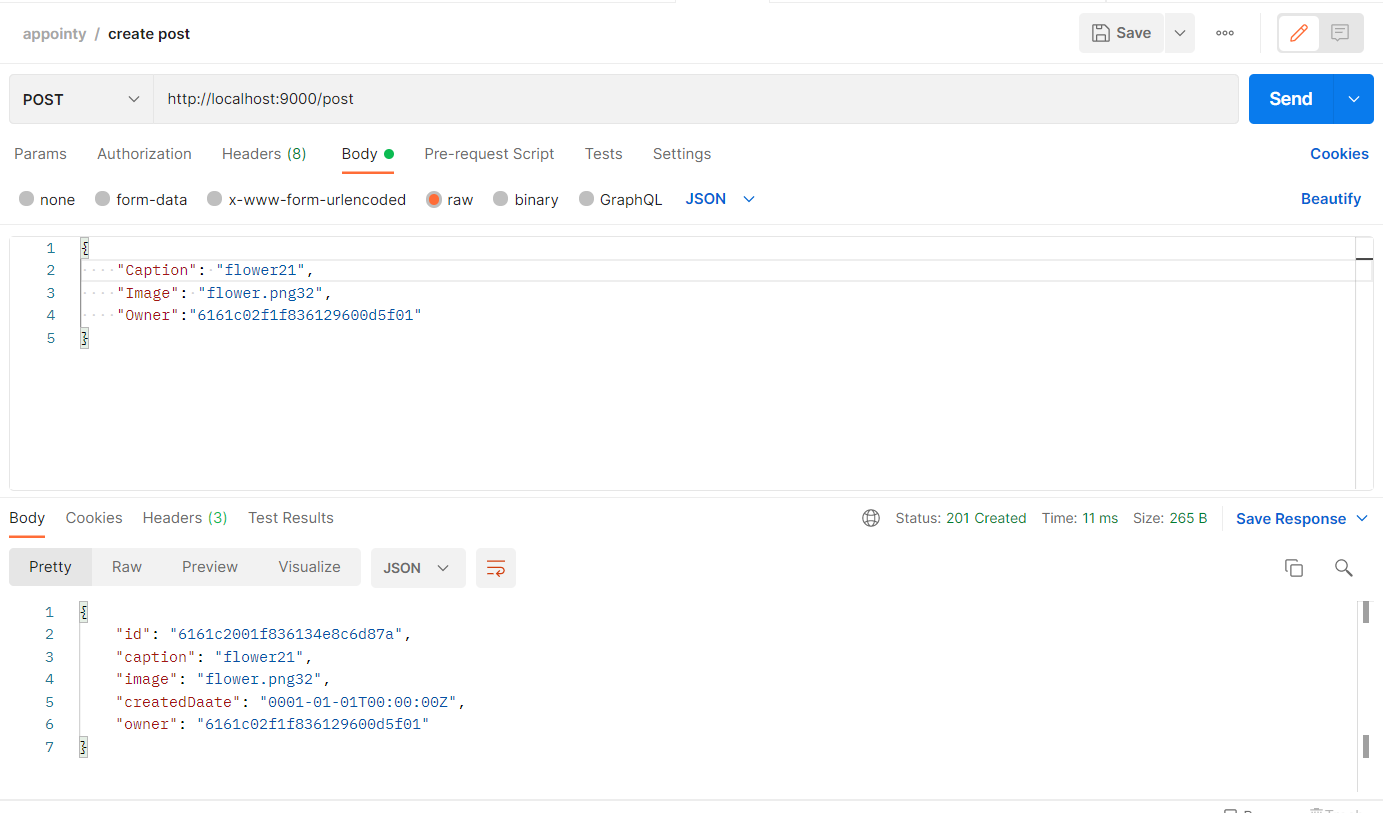 appointy / create post
Save
POST
http://localhost:9000/post
Send
Params Authorization Headers (8) Body Pre-request Script Tests Settings Cookies
none form-data x-www-form-urlencoded raw binary GraphQL JSON Beautify
1 {
2 "Caption": "flower21",
3 "Image": "flower.png32",
4 "Owner":"6161c02f1f836129600d5f01"
5 }
Body Cookies Headers (3) Test Results Status: 201 Created Time: 11 ms Size: 265 B Save Response
Pretty Raw Preview Visualize JSON
1 {
2 "id": "6161c2001f836134e8c6d87a",
3 "caption": "flower21",
4 "image": "flower.png32",
5 "createdDaate": "0001-01-01T00:00:00Z",
6 "owner": "6161c02f1f836129600d5f01"
7 }